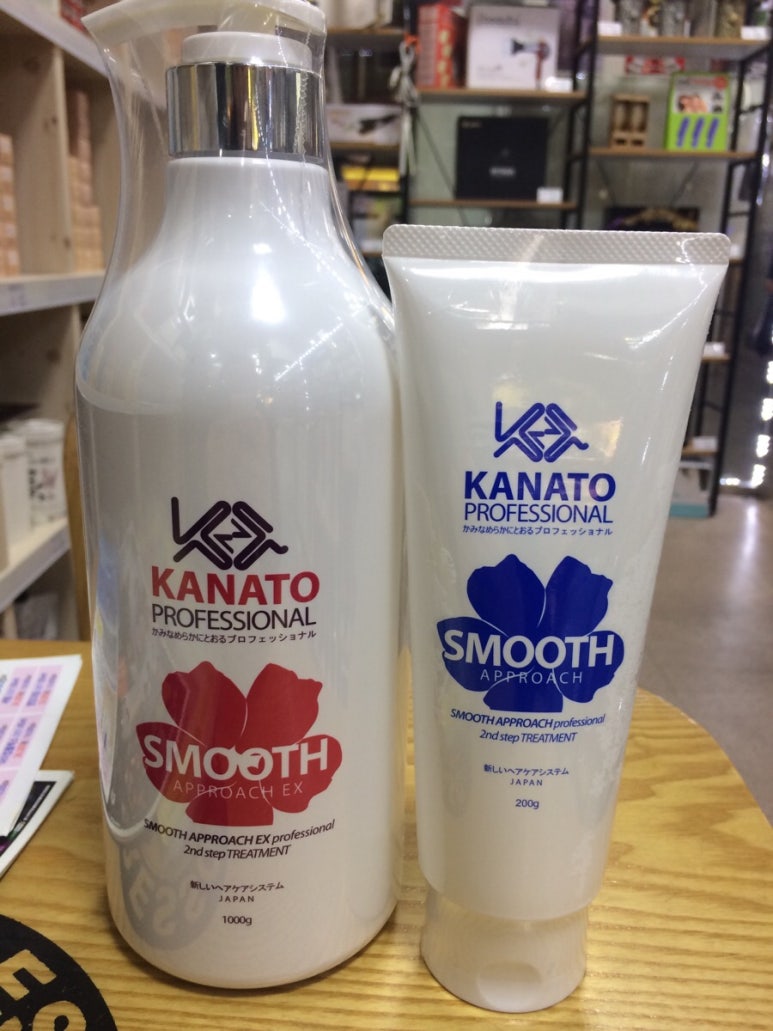 KANATO
PROFESSIONAL
かみなめらかにとおるプロフェッショナル
SMOOTH
APPROACH EX
SMOOTH APPROACH EX professional
2nd step TREATMENT
新しいヘアケアシステム
JAPAN
1000g
KANATO
PROFESSIONAL
かみなめらかにとおるプロフェッショナル
SMOOTH
APPROACH
SMOOTH APPROACH professional
2nd step TREATMENT
新しいヘアケアシステム
JAPAN
200g